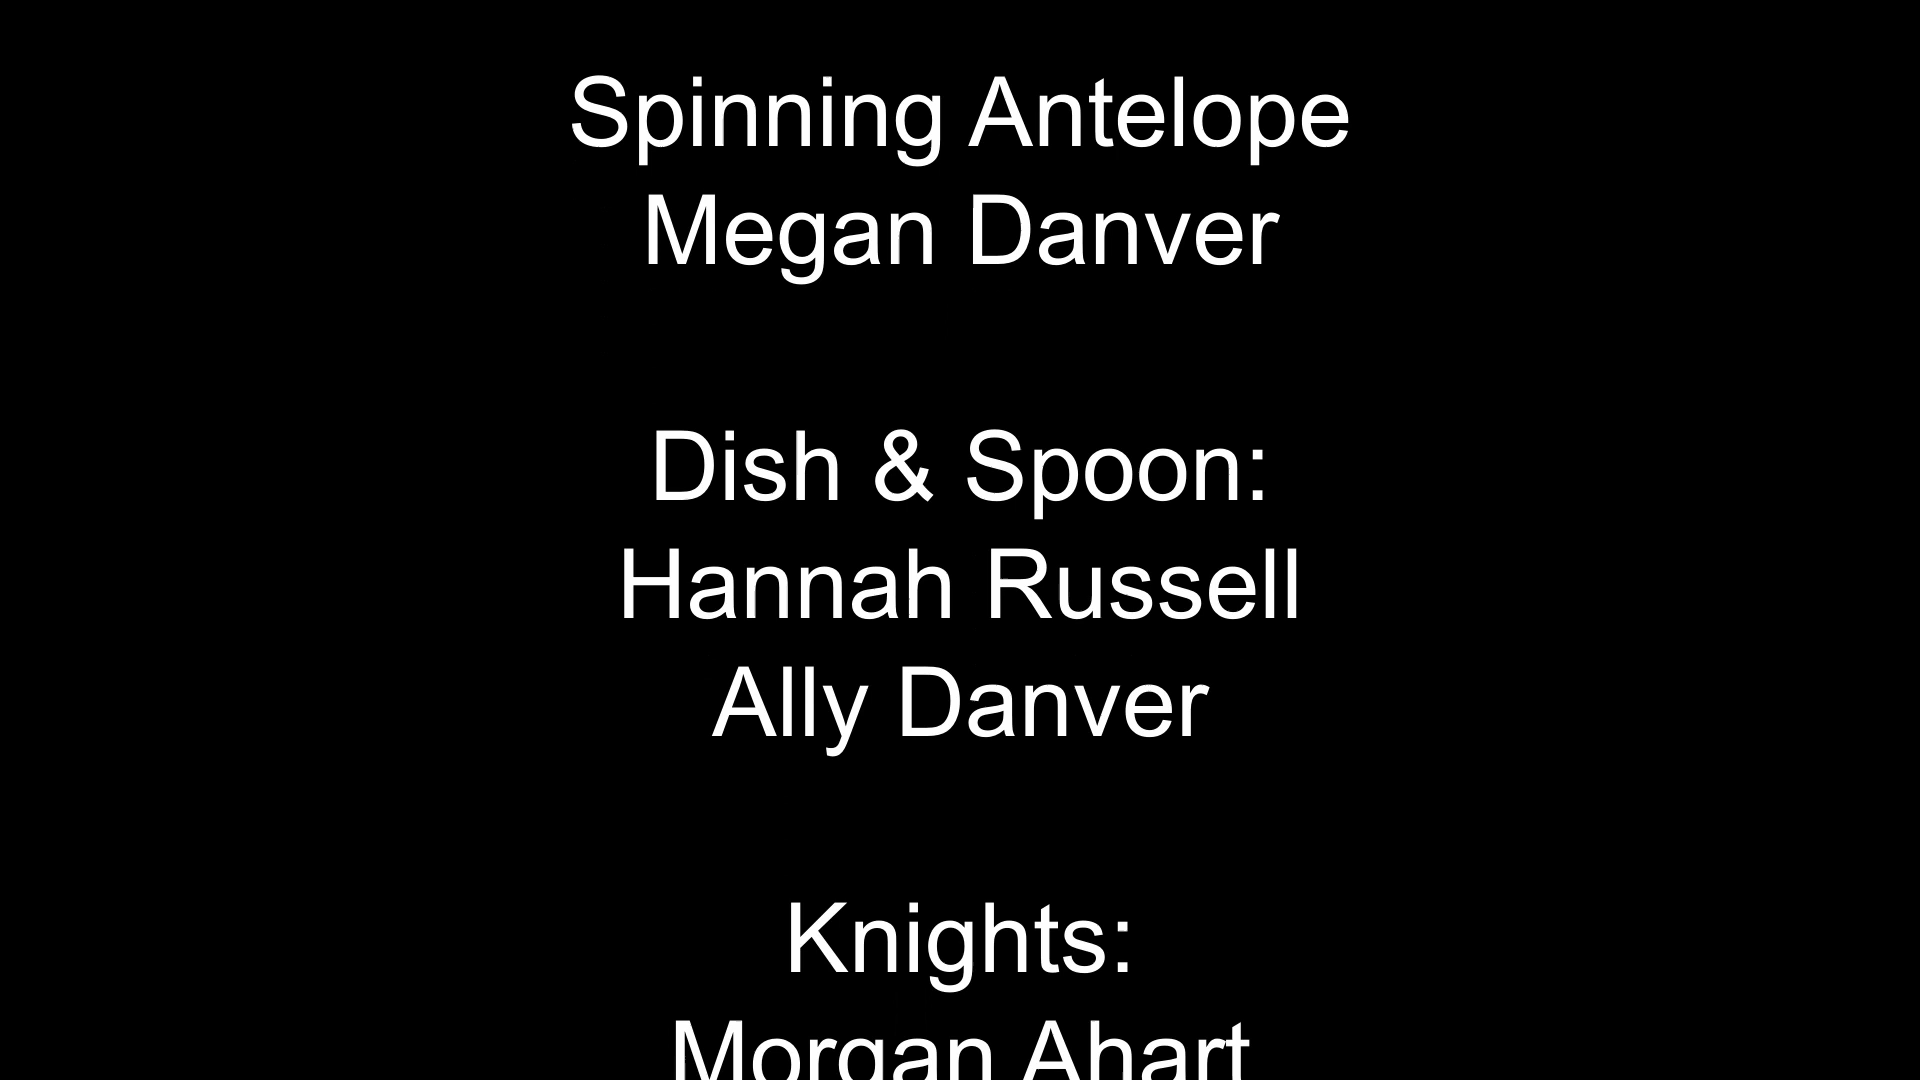 Spinning Antelope
Megan Danver
Dish & Spoon:
Hannah Russell
Ally Danver
Knights:
Morgan Ahart